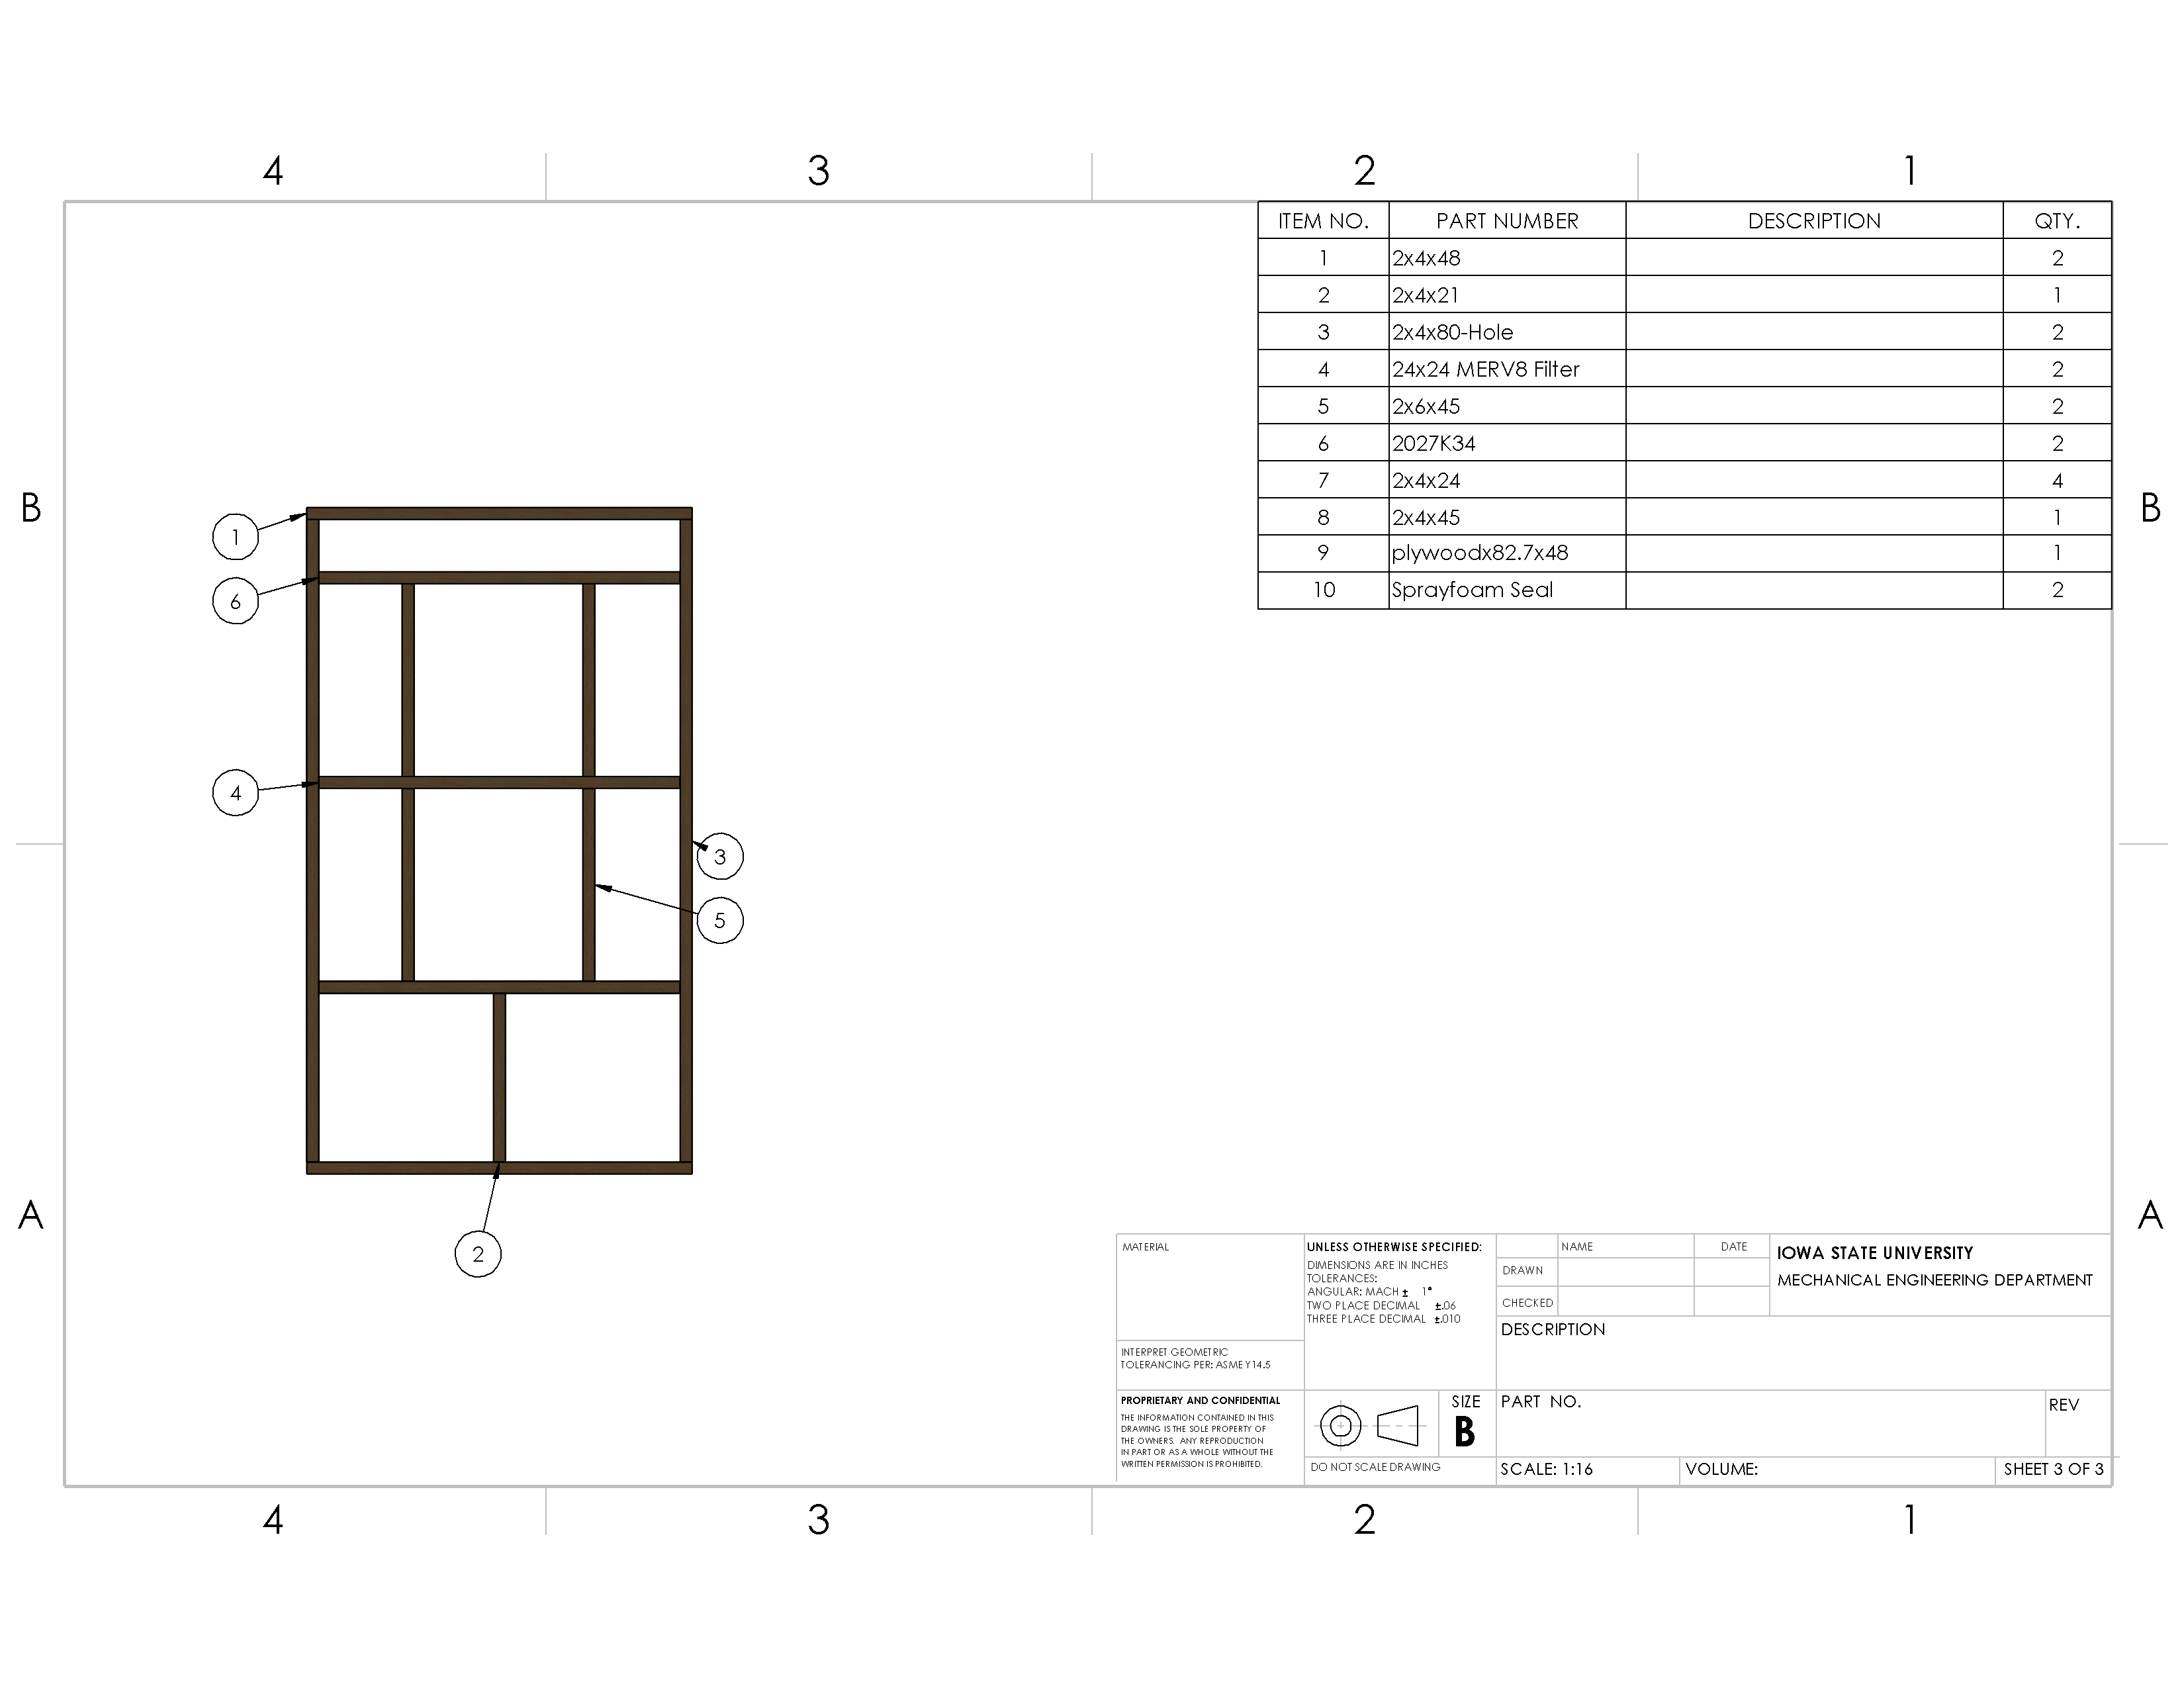 4 3 2 1
ITEM NO. PART NUMBER DESCRIPTION QTY.
1 2x4x48 2
2 2x4x21 1
3 2x4x80-Hole 2
4 24x24 MERV8 Filter 2
5 2x6x45 2
6 2027K34 2
7 2x4x24 4
8 2x4x45 1
9 plywoodx82.7x48 1
10 Sprayfoam Seal 2
B B
1
6
4
3
5
2
A A
MATERIAL
INTERPRET GEOMETRIC
TOLERANCING PER: ASME Y14.5
PROPRIETARY AND CONFIDENTIAL
THE INFORMATION CONTAINED IN THIS
DRAWING IS THE SOLE PROPERTY OF
THE OWNERS. ANY REPRODUCTION
IN PART OR AS A WHOLE WITHOUT THE
WRITTEN PERMISSION IS PROHIBITED.
UNLESS OTHERWISE SPECIFIED:
DIMENSIONS ARE IN INCHES
TOLERANCES:
ANGULAR: MACH ± 1°
TWO PLACE DECIMAL ±.06
THREE PLACE DECIMAL ±.010
NAME DATE
DRAWN
CHECKED
IOWA STATE UNIVERSITY
MECHANICAL ENGINEERING DEPARTMENT
DESCRIPTION
SIZE
B
PART NO.
REV
DO NOT SCALE DRAWING
SCALE: 1:16
VOLUME:
SHEET 3 OF 3
4 3 2 1